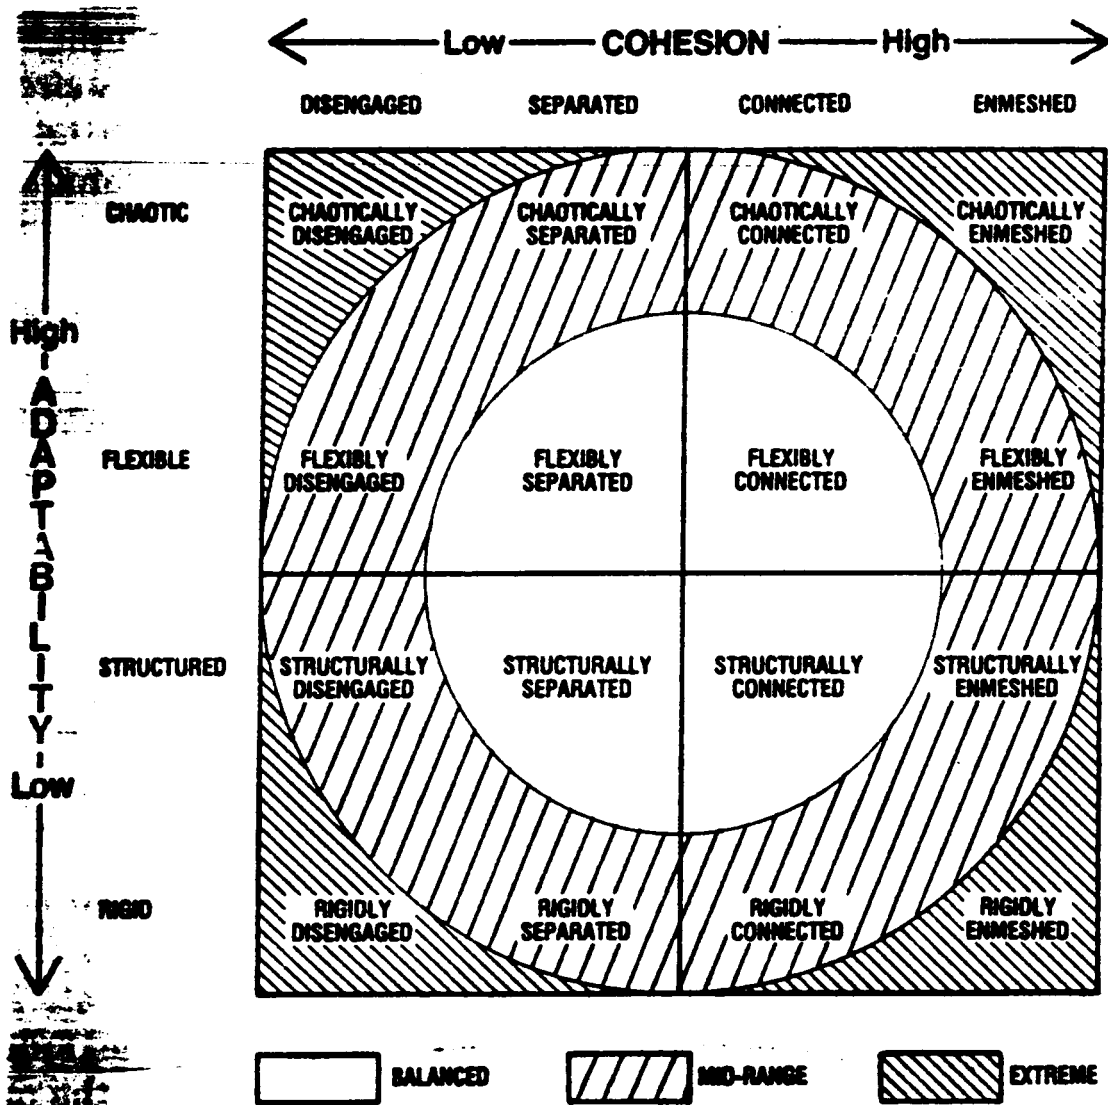 Low COHESION High
DISENGAGED SEPARATED CONNECTED ENMESHED
CHAOTIC
CHAOTICALLY DISENGAGED
CHAOTICALLY SEPARATED
CHAOTICALLY CONNECTED
CHAOTICALLY ENMESHED
High
ADAPTABILITY
Low
FLEXIBLE
FLEXIBLY DISENGAGED
FLEXIBLY SEPARATED
FLEXIBLY CONNECTED
FLEXIBLY ENMESHED
STRUCTURED
STRUCTURALLY DISENGAGED
STRUCTURALLY SEPARATED
STRUCTURALLY CONNECTED
STRUCTURALLY ENMESHED
RIGID
RIGIDLY DISENGAGED
RIGIDLY SEPARATED
RIGIDLY CONNECTED
RIGIDLY ENMESHED
BALANCED MID-RANGE EXTREME